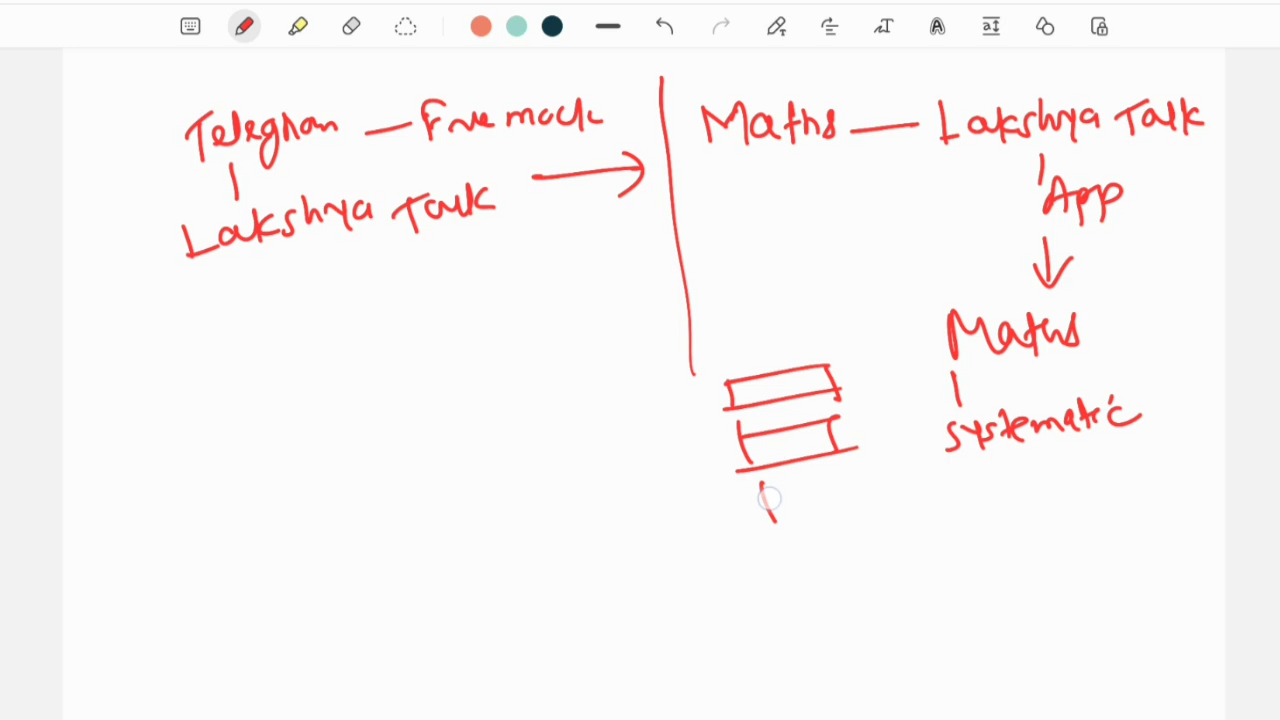 Telegram — Free mock
Lakshya Talk
Maths — Lakshya Talk
App
Maths
systematic